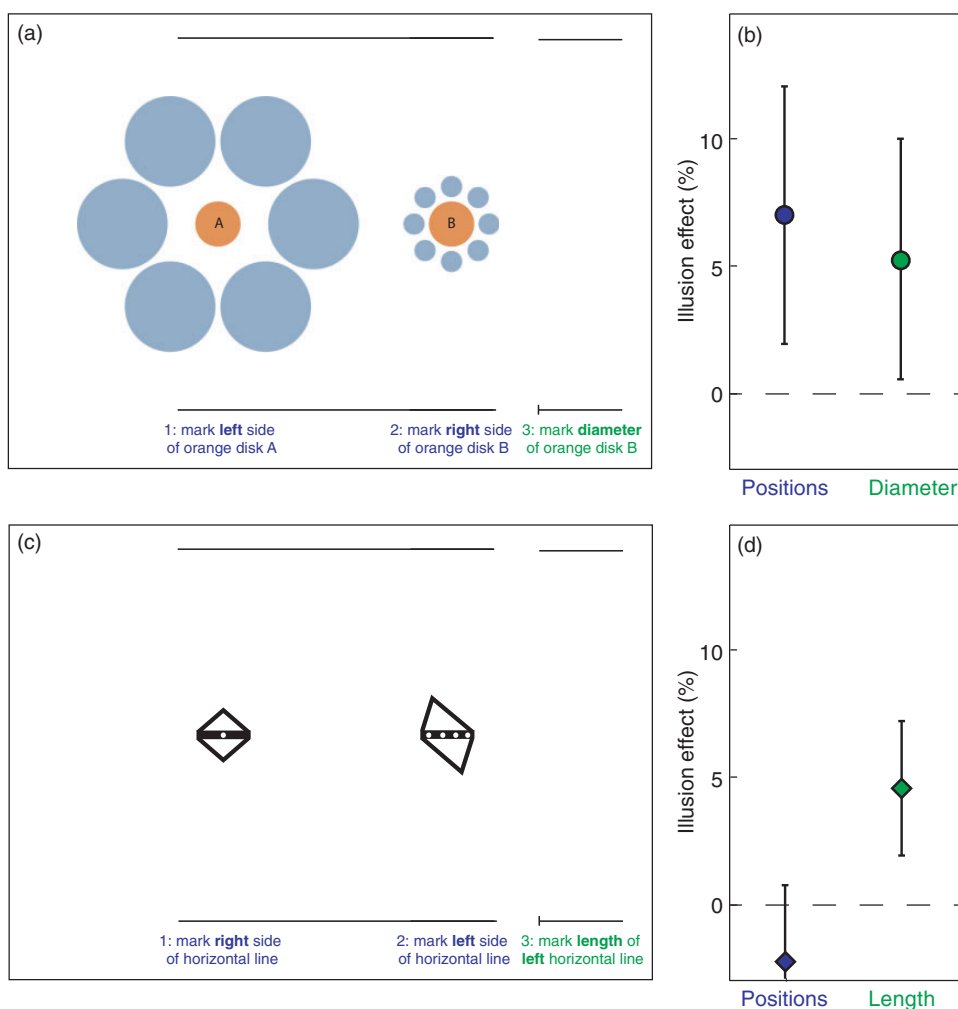 (a)
A
B
1: mark left side
of orange disk A
2: mark right side
of orange disk B
3: mark diameter
of orange disk B
(b)
Illusion effect (%)
10
5
0
Positions
Diameter
(c)
1: mark right side
of horizontal line
2: mark left side
of horizontal line
3: mark length of
left horizontal line
(d)
Illusion effect (%)
10
5
0
Positions
Length